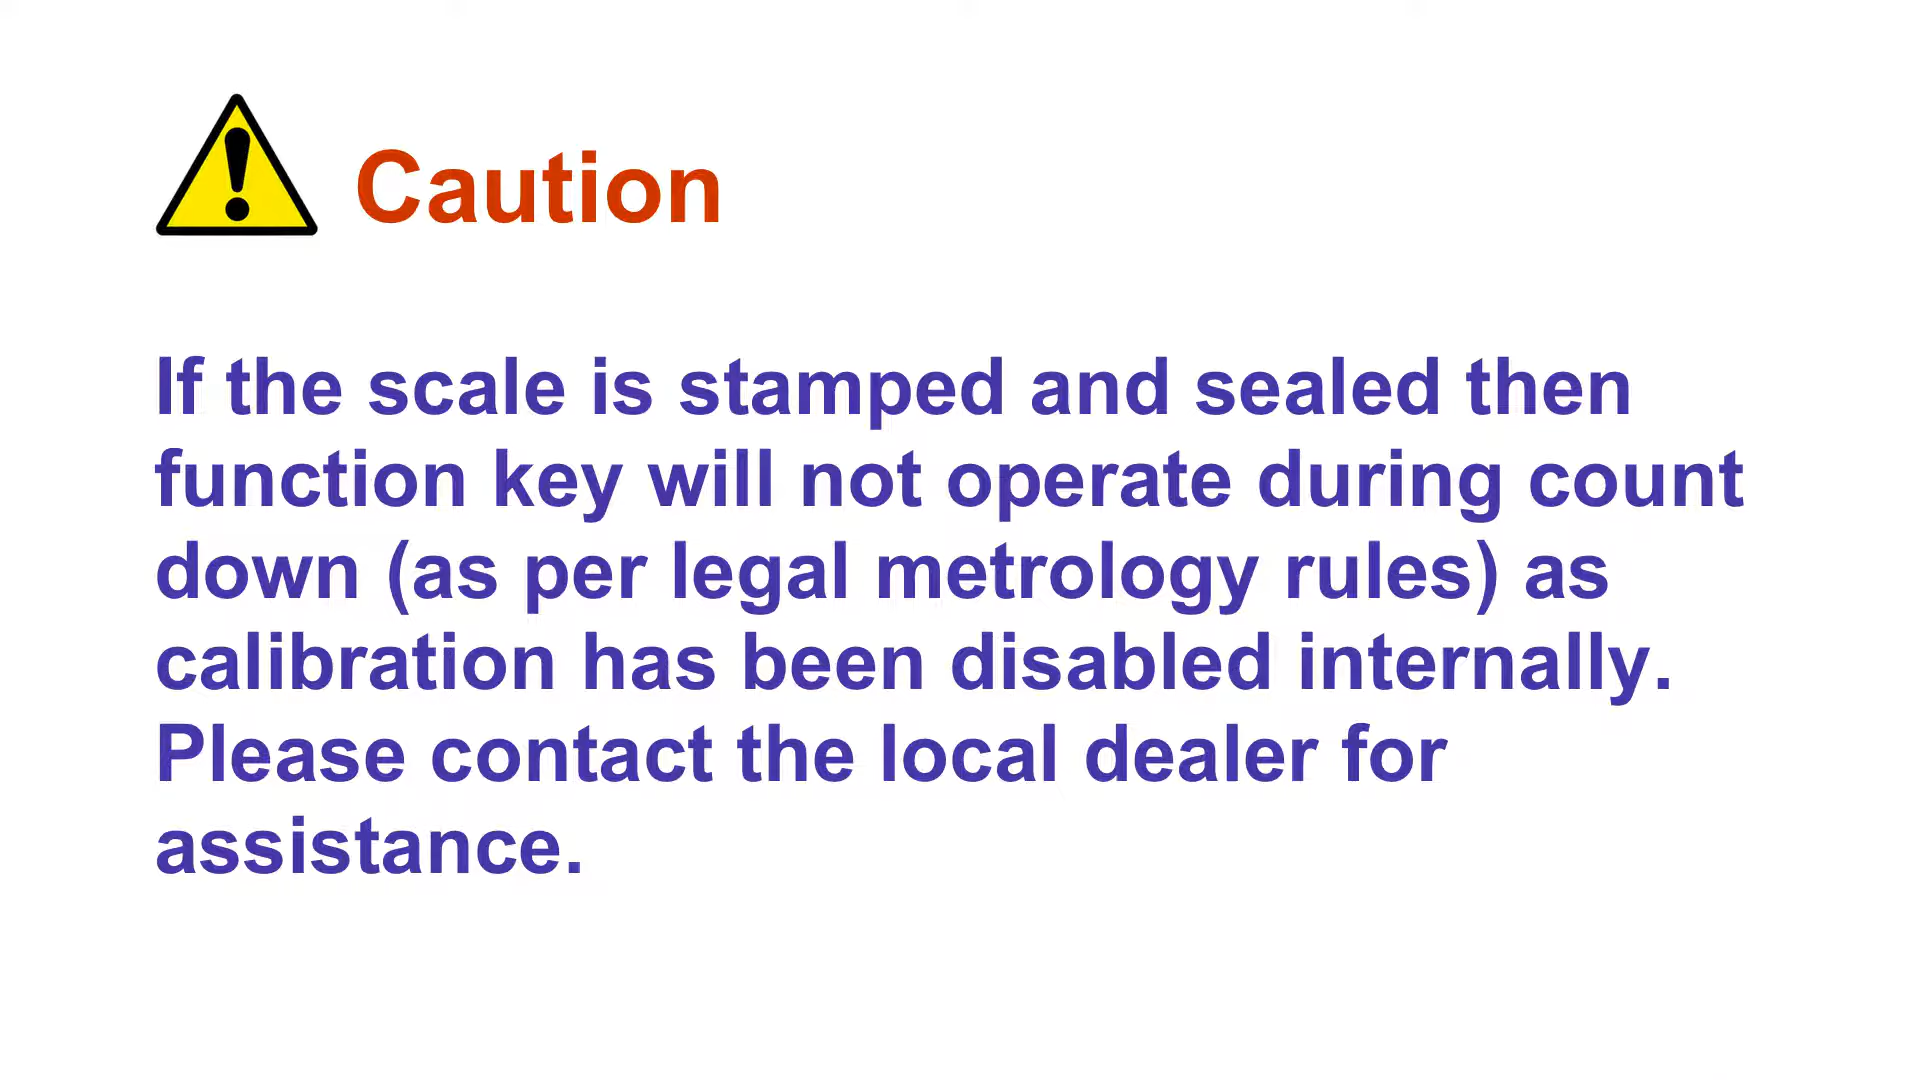 Caution
If the scale is stamped and sealed then
function key will not operate during count
down (as per legal metrology rules) as
calibration has been disabled internally.
Please contact the local dealer for
assistance.